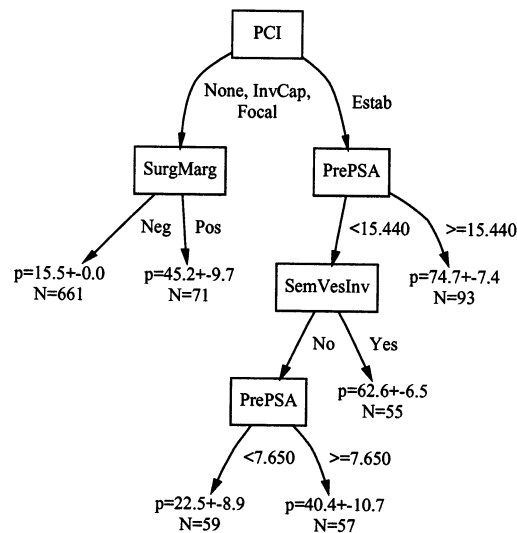 PCI
None, InvCap,
Focal
Estab
SurgMarg
PrePSA
Neg
Pos
<15.440
>=15.440
p=15.5+-0.0
N=661
p=45.2+-9.7
N=71
SemVesInv
p=74.7+-7.4
N=93
No
Yes
PrePSA
p=62.6+-6.5
N=55
<7.650
>=7.650
p=22.5+-8.9
N=59
p=40.4+-10.7
N=57